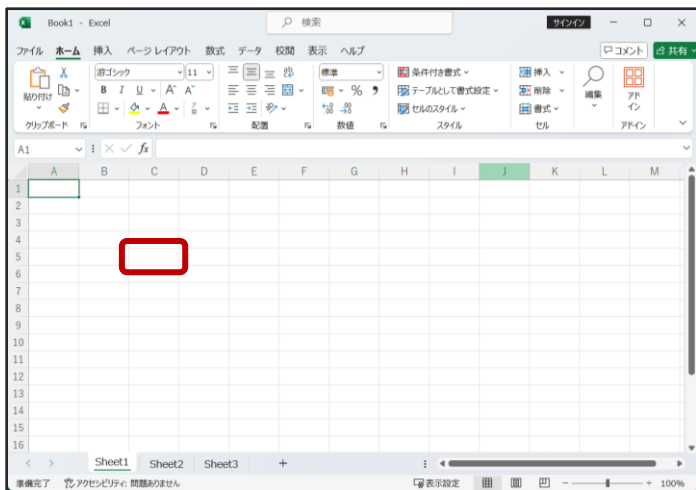 Book1 - Excel
検索
サインイン
ファイル ホーム 挿入 ページ レイアウト 数式 データ 校閲 表示 ヘルプ
コメント 共有
貼り付け
游ゴシック 11
B I U A A
A
標準
% 9
条件付き書式
テーブルとして書式設定
セルのスタイル
挿入
削除
書式
編集
アド
イン
クリップボード フォント 配置 数値 スタイル セル アドイン
A1 fx
A B C D E F G H I J K L M
1
2
3
4
5
6
7
8
9
10
11
12
13
14
15
16
Sheet1 Sheet2 Sheet3 +
準備完了 アクセシビリティ: 問題ありません 表示設定 - + 100%